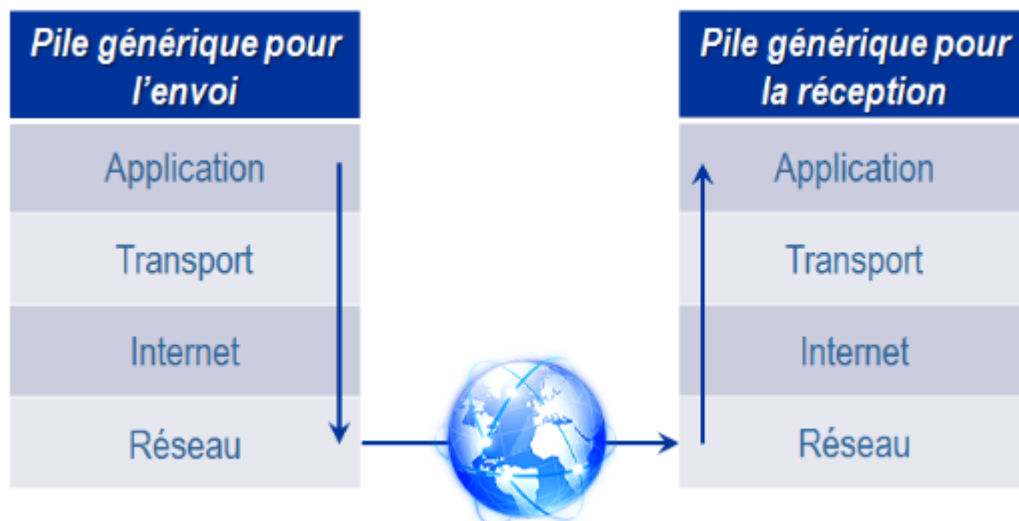 Pile générique pour
l'envoi
Application
Transport
Internet
Réseau
Pile générique pour
la réception
Application
Transport
Internet
Réseau